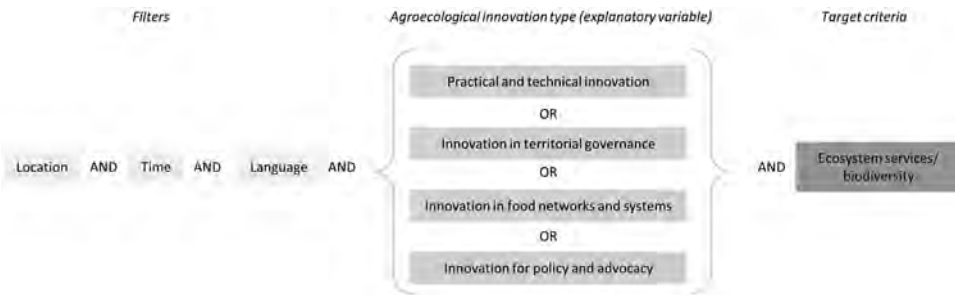 Filters
Agroecological innovation type (explanatory variable)
Target criteria
Location AND Time AND Language AND
Practical and technical innovation
OR
Innovation in territorial governance
OR
Innovation in food networks and systems
OR
Innovation for policy and advocacy
AND
Ecosystem services/
biodiversity